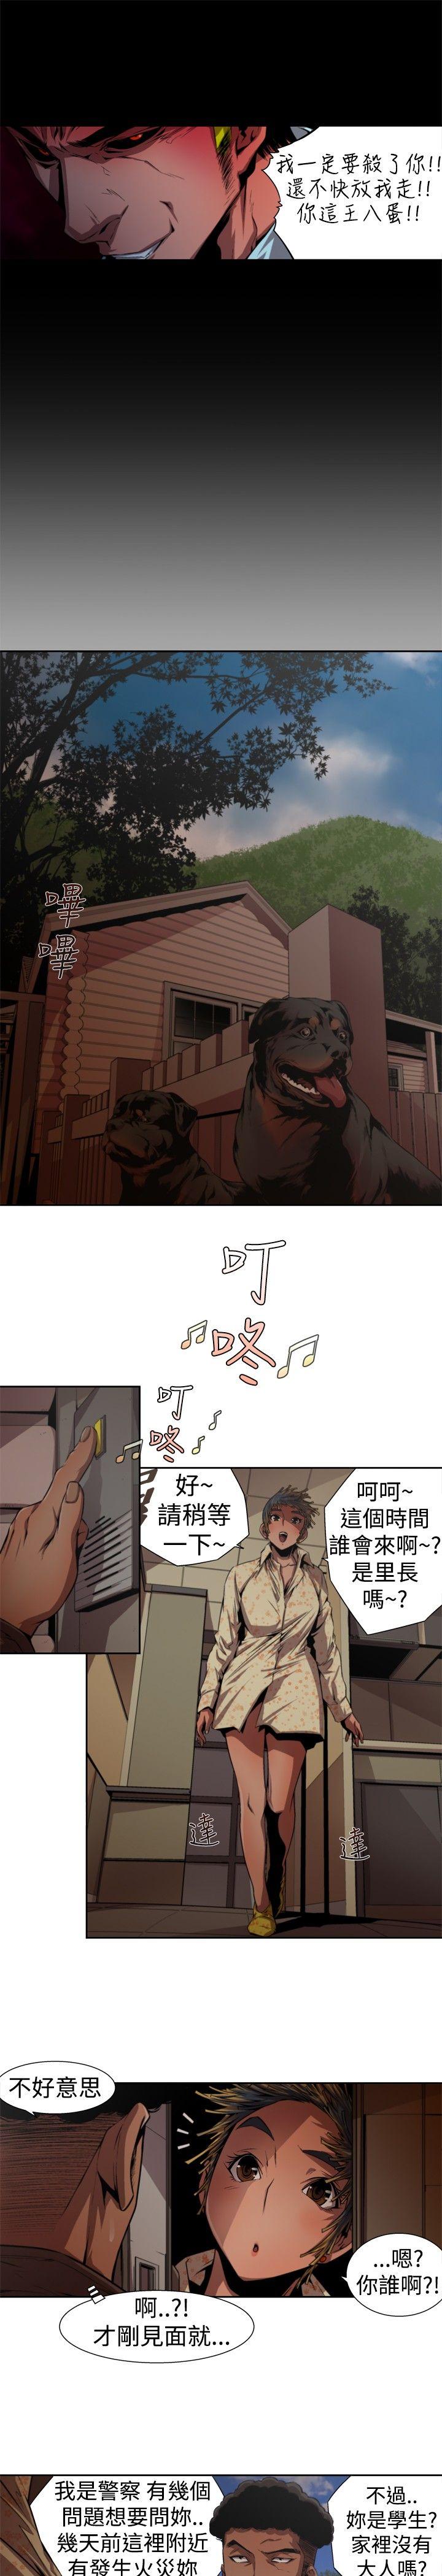 我一定要殺了你!!
還不快放我走!!
你這王八蛋!!
嗶
嗶
叮
咚
叮
咚
好~
請稍等
一下~
呵呵~
這個時間
誰會來啊~?
是里長
嗎~?
達
達
不好意思
...嗯?
你誰啊?!
啊..?!
才剛見面就...
我是警察 有幾個
問題想要問妳..
幾天前這裡附近
有發生火災妳
不過..
妳是學生?
家裡沒有
大人嗎?